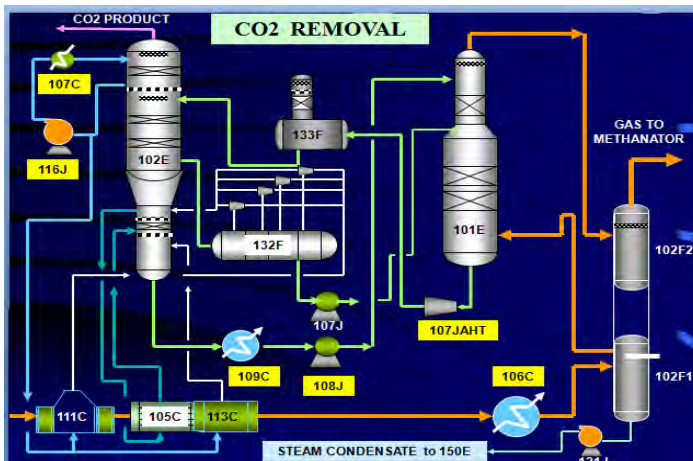 CO2 PRODUCT
CO2 REMOVAL
107C
133F
GAS TO
METHANATOR
116J
102E
101E
132F
102F2
107J
107JAHT
109C
108J
106C
102F1
111C
105C
113C
STEAM CONDENSATE to 150E